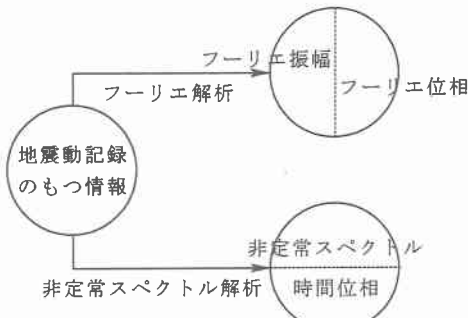 フーリエ振幅
フーリエ解析
フーリエ位相
地震動記録
のもつ情報
非定常スペクトル
非定常スペクトル解析
時間位相